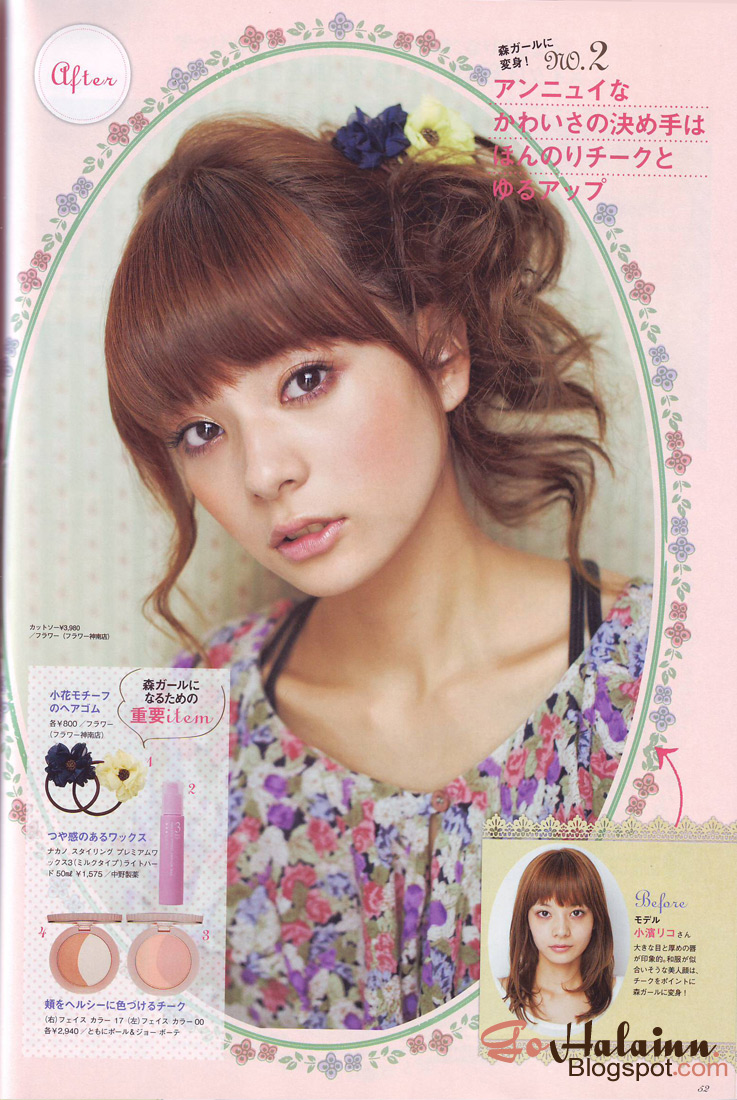 After
森ガールに
変身!
no.2
アンニュイな
かわいさの決め手は
ほんのりチークと
ゆるアップ
カットソー¥3,980
/フラワー(フラワー神南店)
小花モチーフ
のヘアゴム
各¥800/フラワー
(フラワー神南店)
森ガールに
なるための
重要item
1
2
つや感のあるワックス
ナカノ スタイリング プレミアムワ
ックス3(ミルクタイプ)ライトハー
ド 50㎖ ¥1,575/中野製薬
4
3
頬をヘルシーに色づけるチーク
(右)フェイス カラー 17 (左)フェイス カラー 00
各¥2,940/ともにポール&ジョー ボーテ
Before
モデル
小濱リコさん
大きな目と厚めの唇
が印象的。和服が似
合いそうな美人顔は、
チークをポイントに
森ガールに変身!
Go Halainn.
Blogspot.com
52